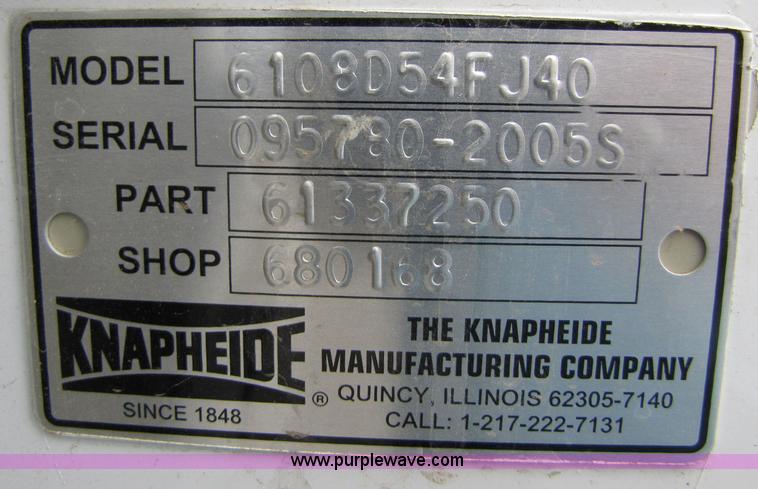 MODEL 6108D54FJ40
SERIAL 095780-2005S
PART 61337250
SHOP 680168
KNAPHEIDE ®
SINCE 1848
THE KNAPHEIDE
MANUFACTURING COMPANY
QUINCY, ILLINOIS 62305-7140
CALL: 1-217-222-7131
www.purplewave.com